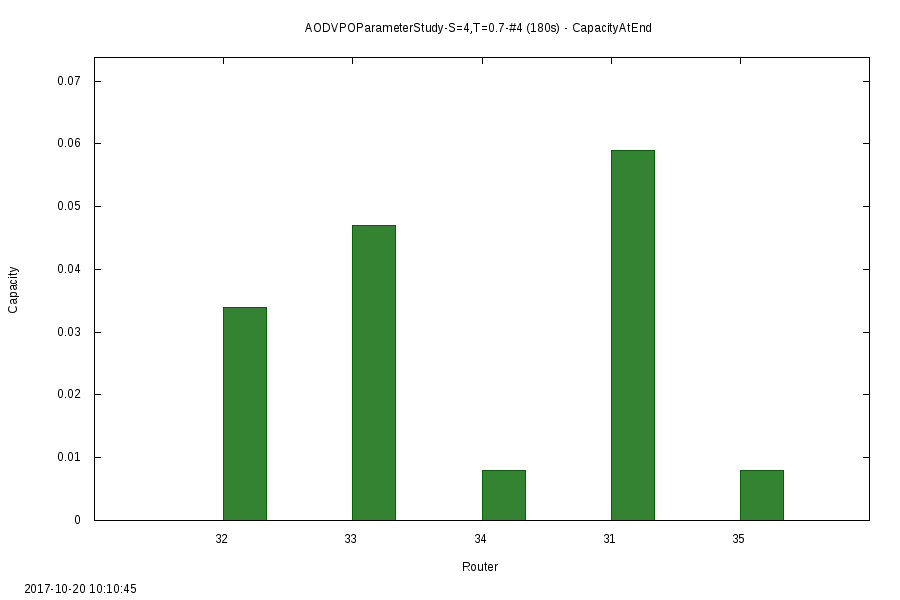 AODVPOParameterStudy-S=4,T=0.7-#4 (180s) - CapacityAtEnd
0.07
0.06
0.05
0.04
0.03
0.02
0.01
0
Capacity
32 33 34 31 35
Router
2017-10-20 10:10:45